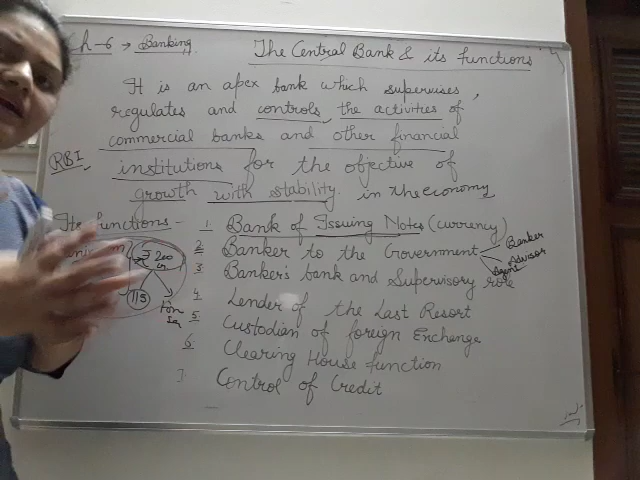 Ch-6 → Banking. The Central Bank & its functions
It is an apex bank which supervises,
regulates and controls, the activities of
commercial banks and other financial
RBI
institutions for the objective of
growth with stability in the economy
Its functions - 1. Bank of Issuing Notes (currency)
2 Banker to the Government Banker
Advisor
Agent
3 Banker's bank and Supervisory role
4 Lender of the Last Resort
5. Custodian of foreign Exchange
6 Clearing House function
7 Control of Credit
₹ 200
cr